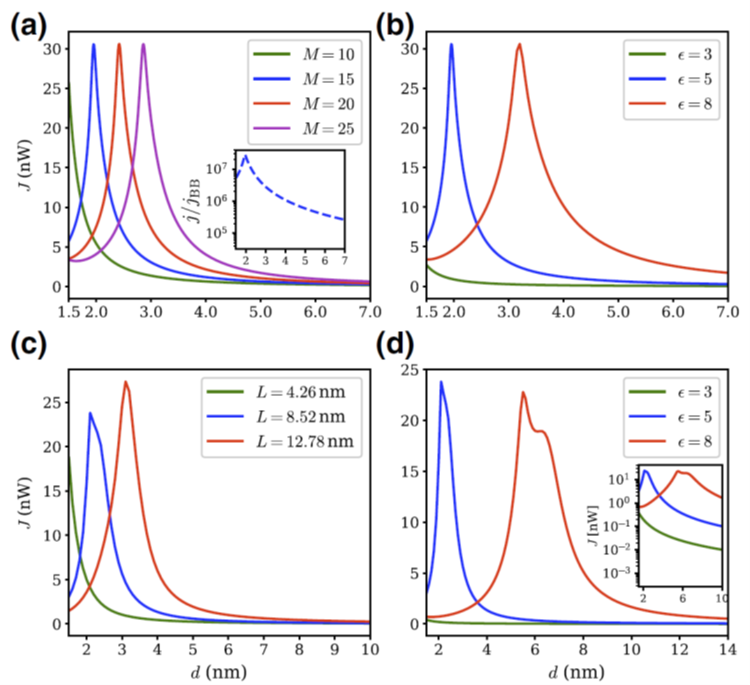 (a)
(b)
30
25
20
15
10
5
0
J (nW)
M = 10
M = 15
M = 20
M = 25
j/j_BB
10^7
10^6
10^5
2 3 4 5 6 7
1.5 2.0 3.0 4.0 5.0 6.0 7.0
30
25
20
15
10
5
0
ϵ = 3
ϵ = 5
ϵ = 8
1.5 2.0 3.0 4.0 5.0 6.0 7.0
(c)
(d)
25
20
15
10
5
0
J (nW)
L = 4.26 nm
L = 8.52 nm
L = 12.78 nm
2 3 4 5 6 7 8 9 10
d (nm)
25
20
15
10
5
0
ϵ = 3
ϵ = 5
ϵ = 8
J [nW]
10^1
10^0
10^-1
10^-2
10^-3
2 6 10
2 4 6 8 10 12 14
d (nm)